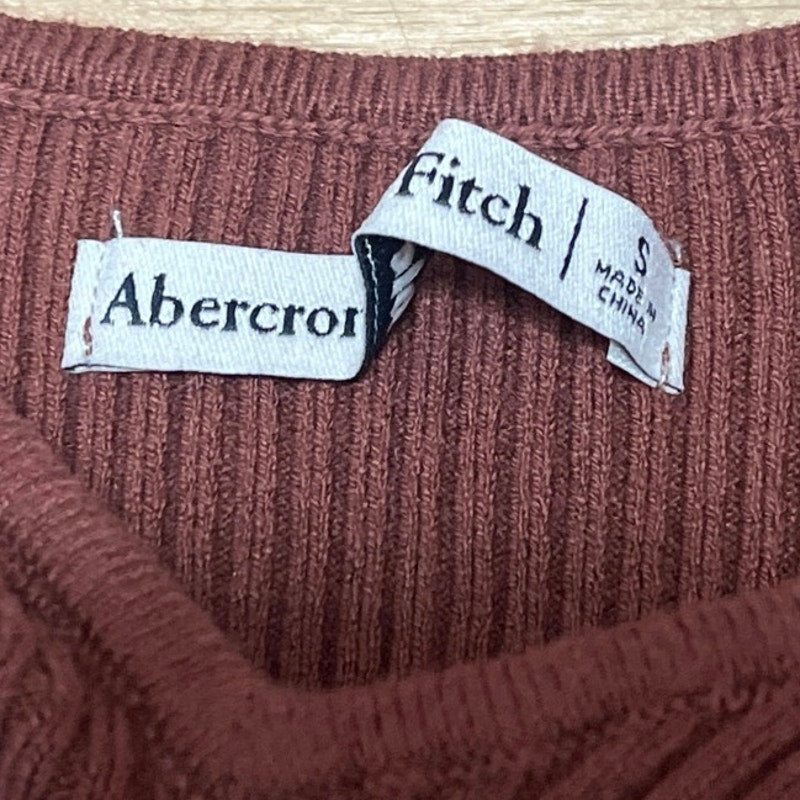 Abercror
Fitch | S
MADE IN
CHINA